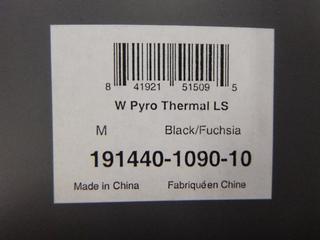 8 41921 51509 5
W Pyro Thermal LS
M Black/Fuchsia
191440-1090-10
Made in China Fabriquéen Chine